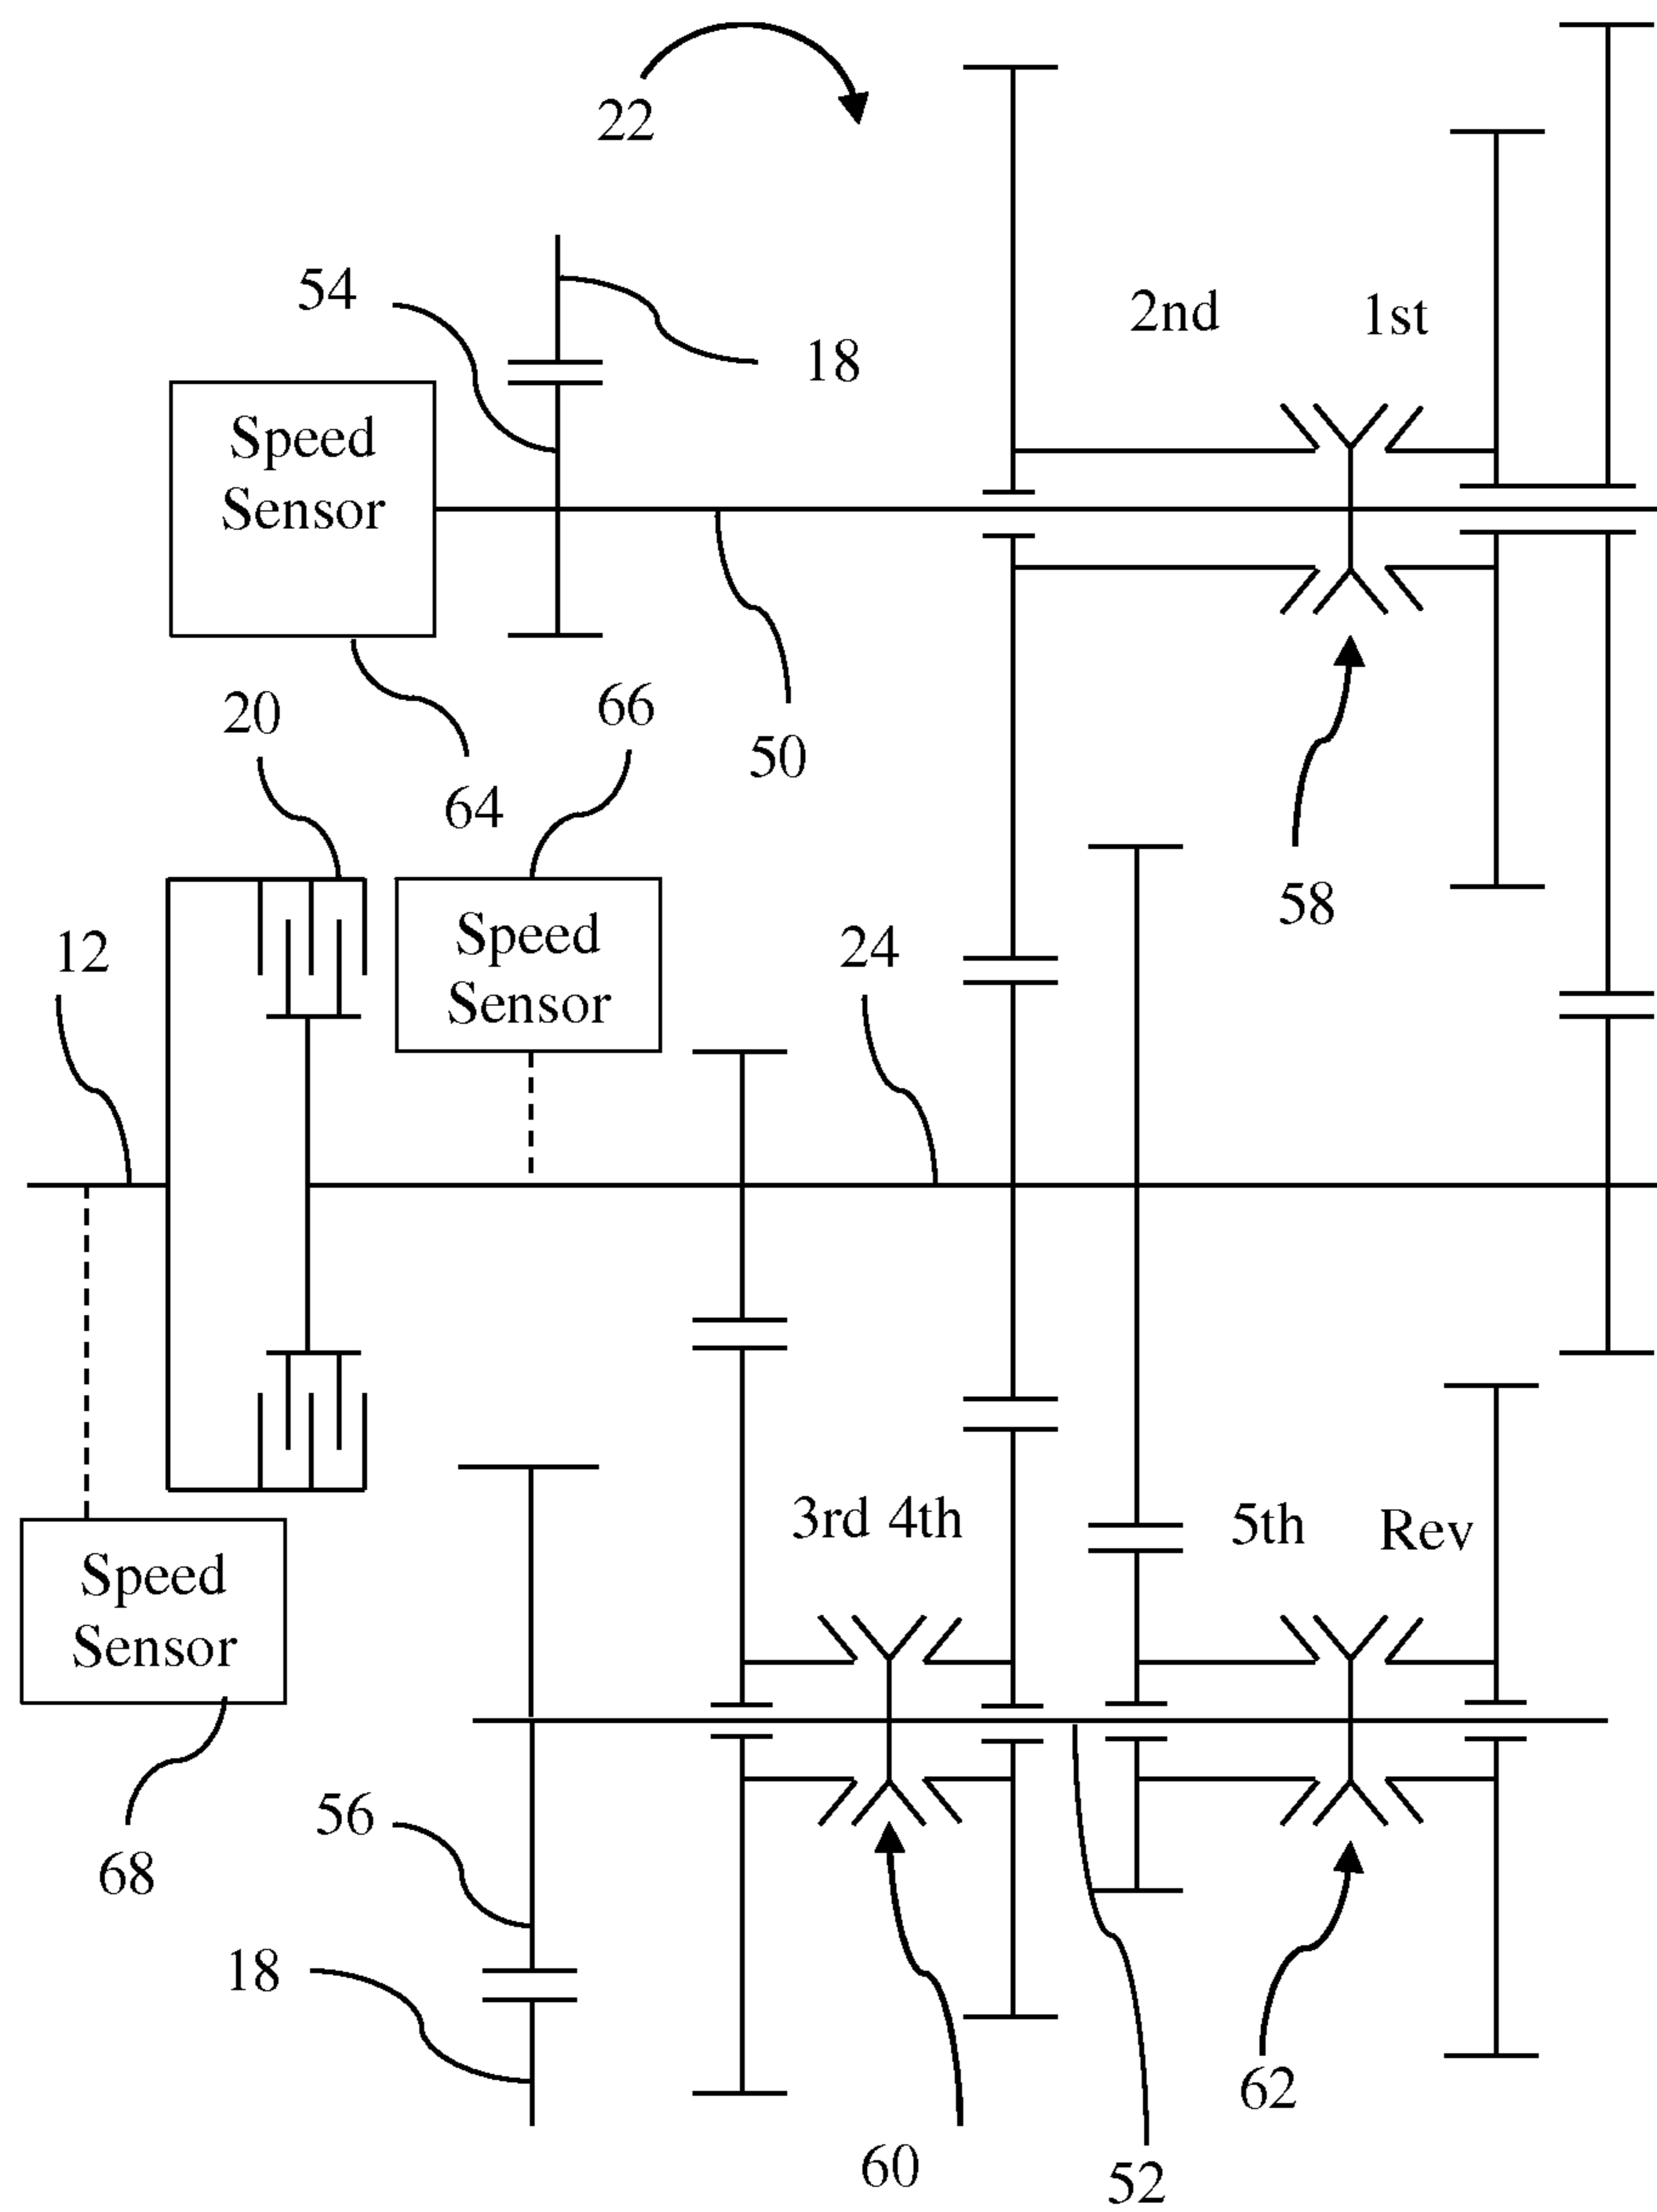 22
54
18
2nd 1st
Speed
Sensor
20
66
50
64
58
12
Speed
Sensor
24
3rd 4th
5th Rev
Speed
Sensor
56
68
18
62
60
52